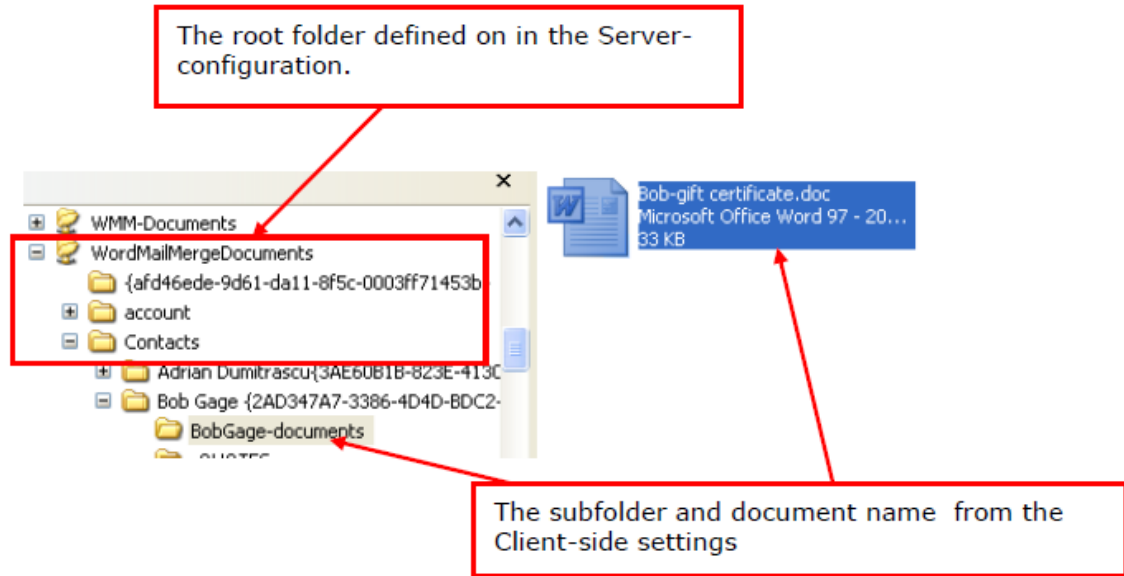 The root folder defined on in the Server-
configuration.
WMM-Documents
WordMailMergeDocuments
{afd46ede-9d61-da11-8f5c-0003ff71453b
account
Contacts
Adrian Dumitrascu{3AE60B1B-823E-413C
Bob Gage {2AD347A7-3386-4D4D-BDC2-
BobGage-documents
Bob-gift certificate.doc
Microsoft Office Word 97 - 20...
33 KB
The subfolder and document name from the
Client-side settings